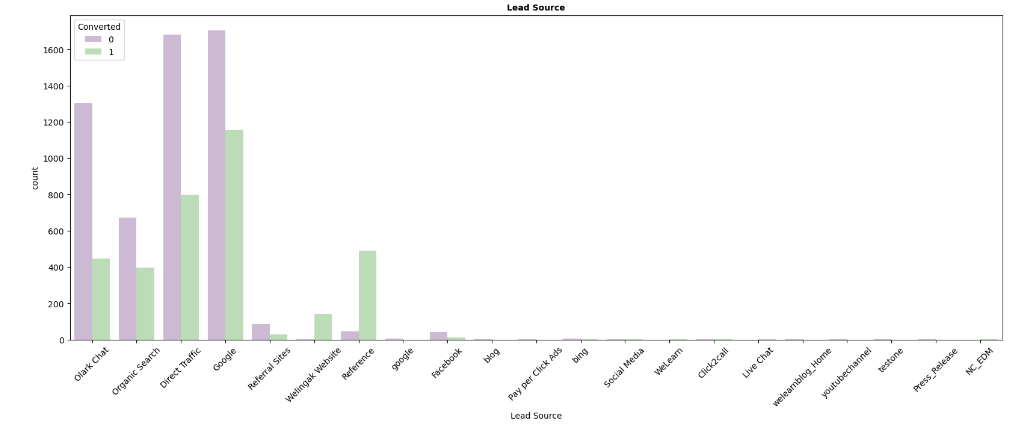 Lead Source
Converted
0
1
1600
1400
1200
1000
800
600
400
200
0
count
Olark Chat
Organic Search
Direct Traffic
Google
Referral Sites
Welingak Website
Reference
google
Facebook
blog
Pay per Click Ads
bing
Social Media
WeLearn
Click2call
Live Chat
welearnblog_Home
youtubechannel
testone
Press_Release
NC_EDM
Lead Source